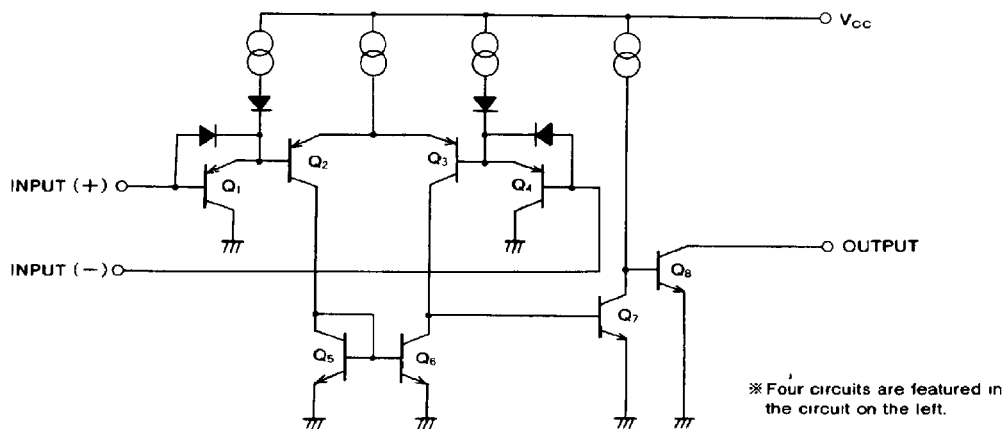 VCC
Q2
Q3
INPUT (+)
Q1
Q4
INPUT (−)
OUTPUT
Q8
Q7
Q5
Q6
※ Four circuits are featured in
the circuit on the left.